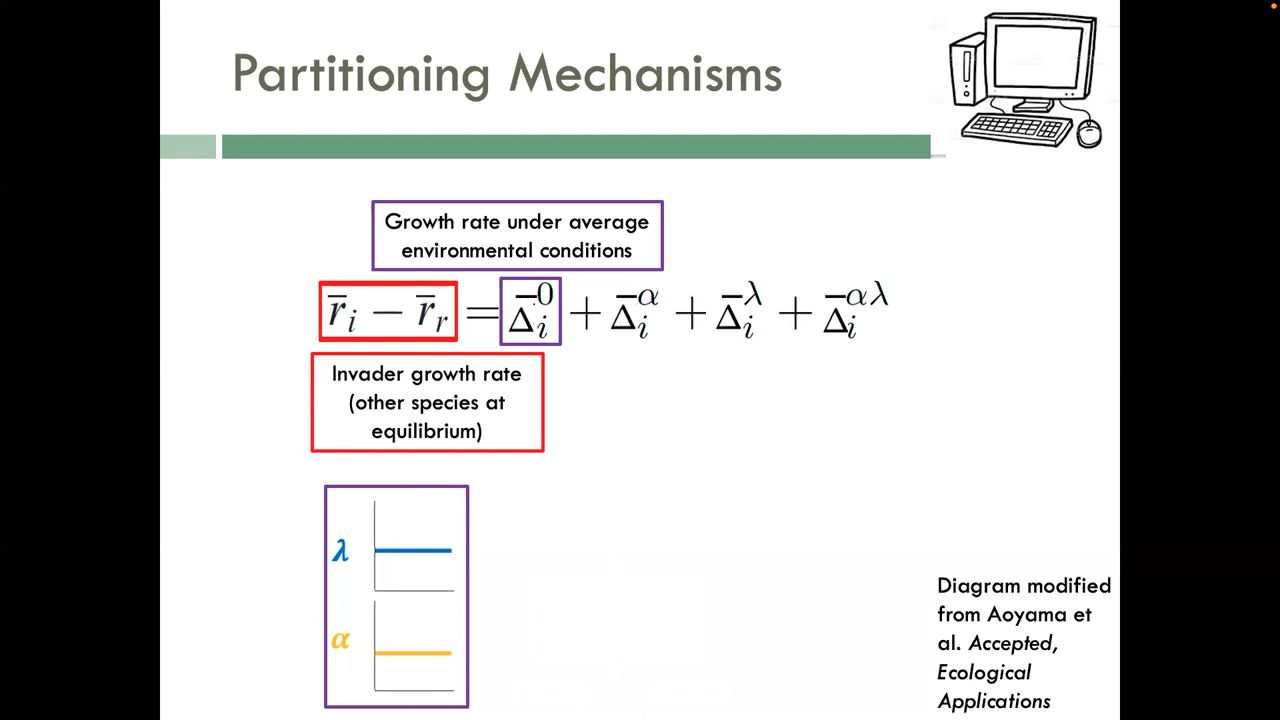 Partitioning Mechanisms
Growth rate under average
environmental conditions
r̅ᵢ − r̅ᵣ = Δ̅ᵢ⁰ + Δ̅ᵢᵅ + Δ̅ᵢ^λ + Δ̅ᵢ^αλ
Invader growth rate
(other species at
equilibrium)
λ
α
Diagram modified
from Aoyama et
al. Accepted,
Ecological
Applications